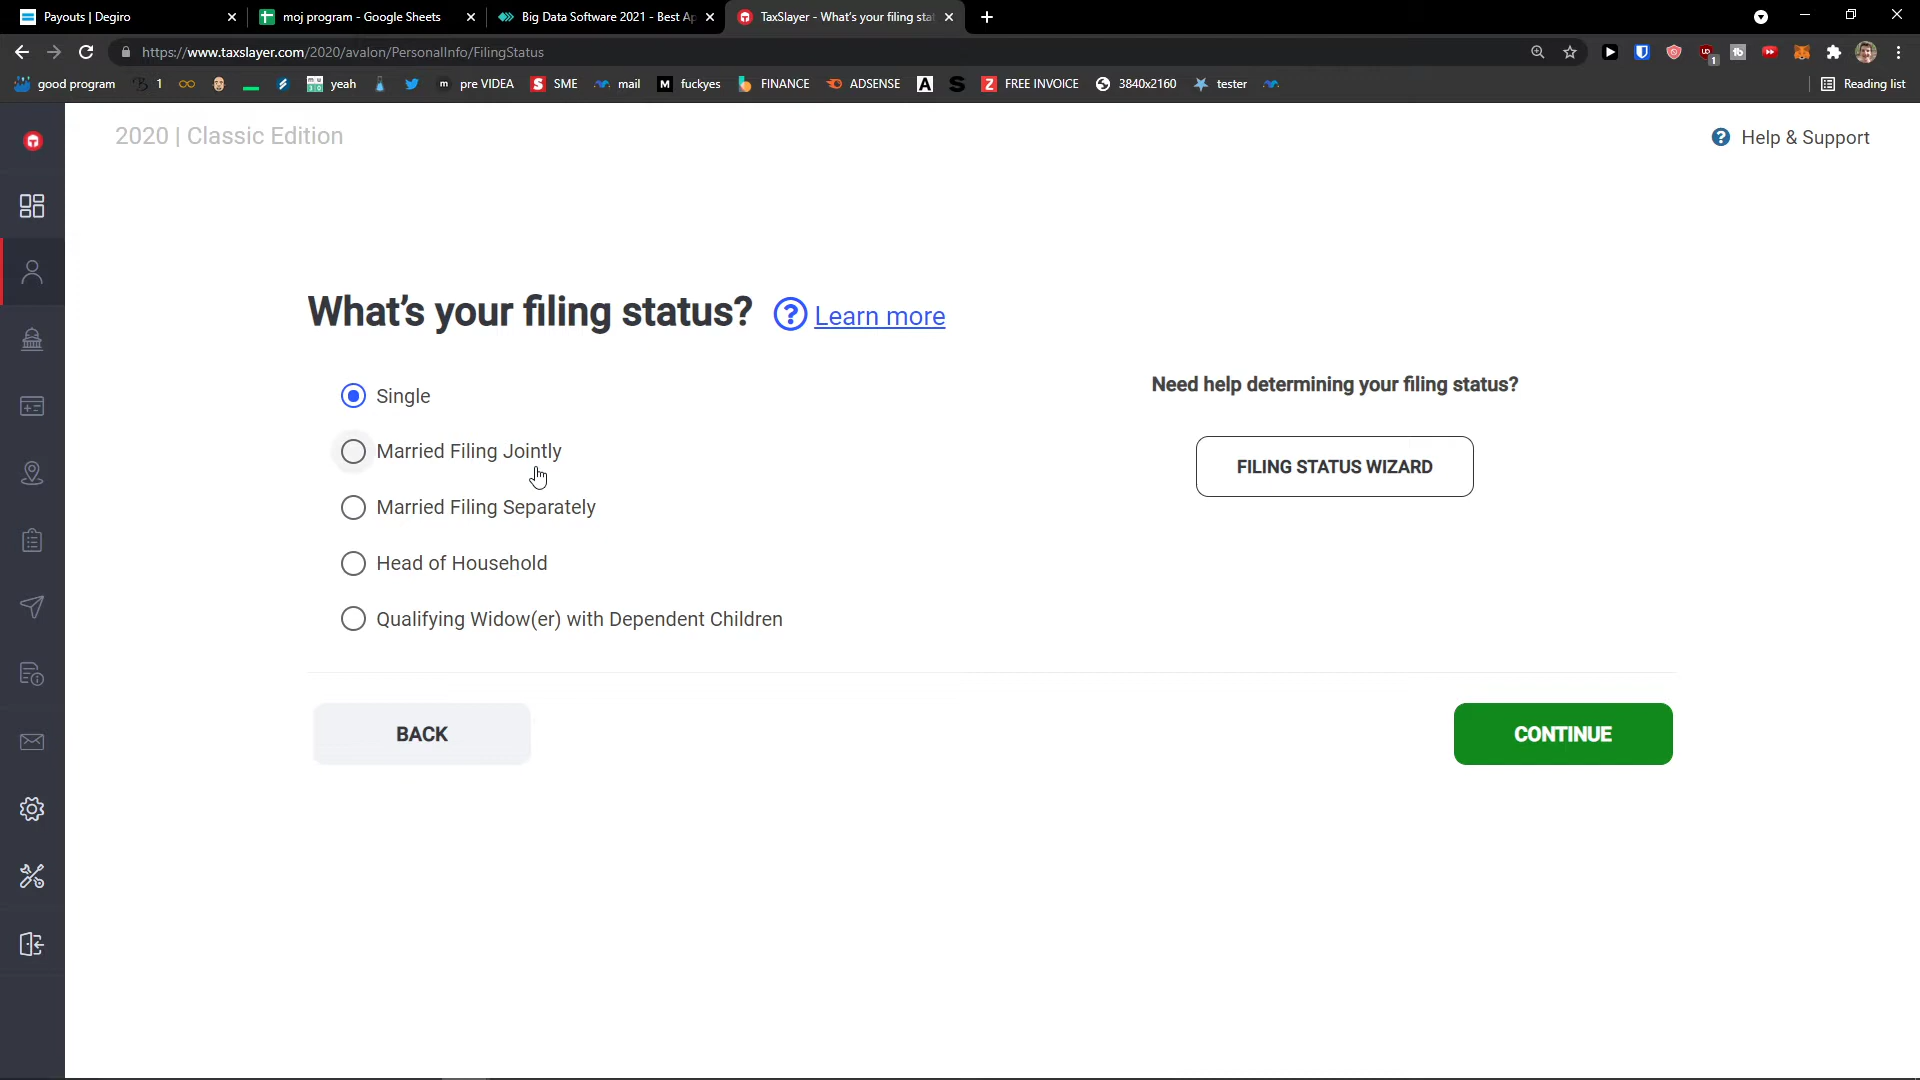 Payouts | Degiro
moj program - Google Sheets
Big Data Software 2021 - Best Ap
TaxSlayer - What's your filing sta
https://www.taxslayer.com/2020/avalon/PersonalInfo/FilingStatus
good program
1
yeah
pre VIDEA
SME
mail
fuckyes
FINANCE
ADSENSE
FREE INVOICE
3840x2160
tester
Reading list
2020 | Classic Edition
Help & Support
What's your filing status?
Learn more
Single
Married Filing Jointly
Married Filing Separately
Head of Household
Qualifying Widow(er) with Dependent Children
Need help determining your filing status?
FILING STATUS WIZARD
BACK
CONTINUE